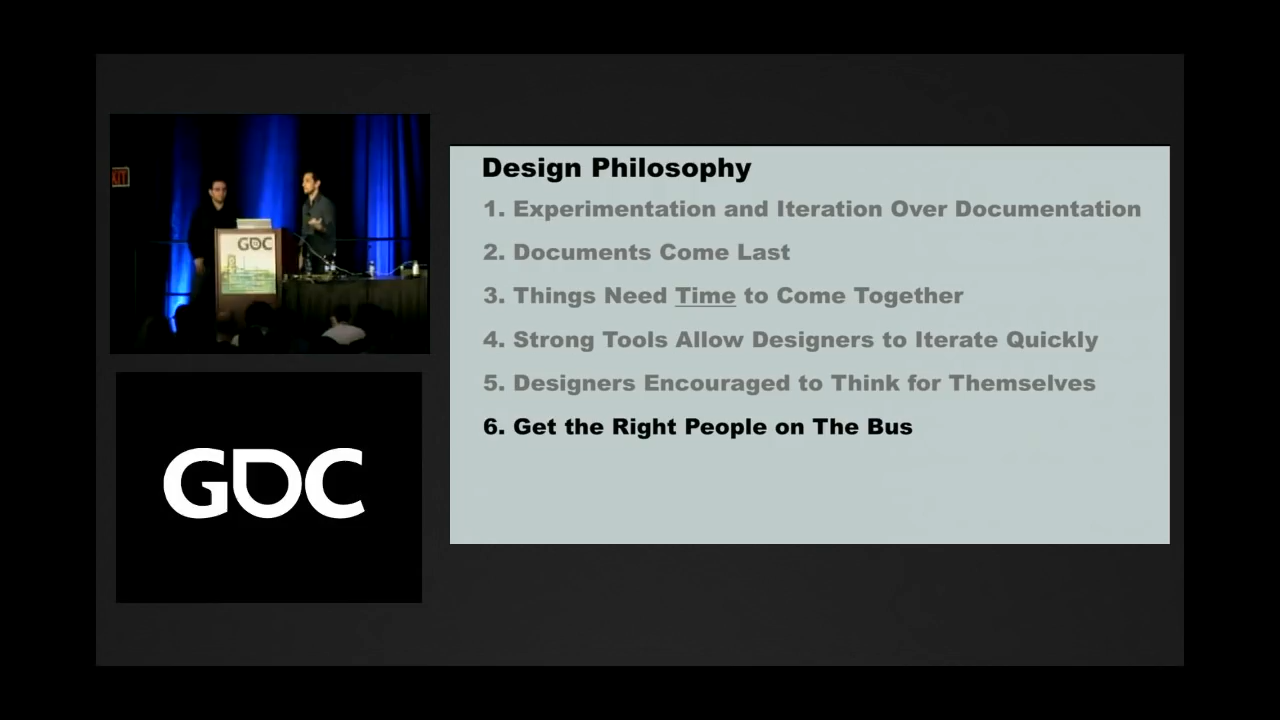 XIT
GDC
GDC
Design Philosophy
1. Experimentation and Iteration Over Documentation
2. Documents Come Last
3. Things Need Time to Come Together
4. Strong Tools Allow Designers to Iterate Quickly
5. Designers Encouraged to Think for Themselves
6. Get the Right People on The Bus